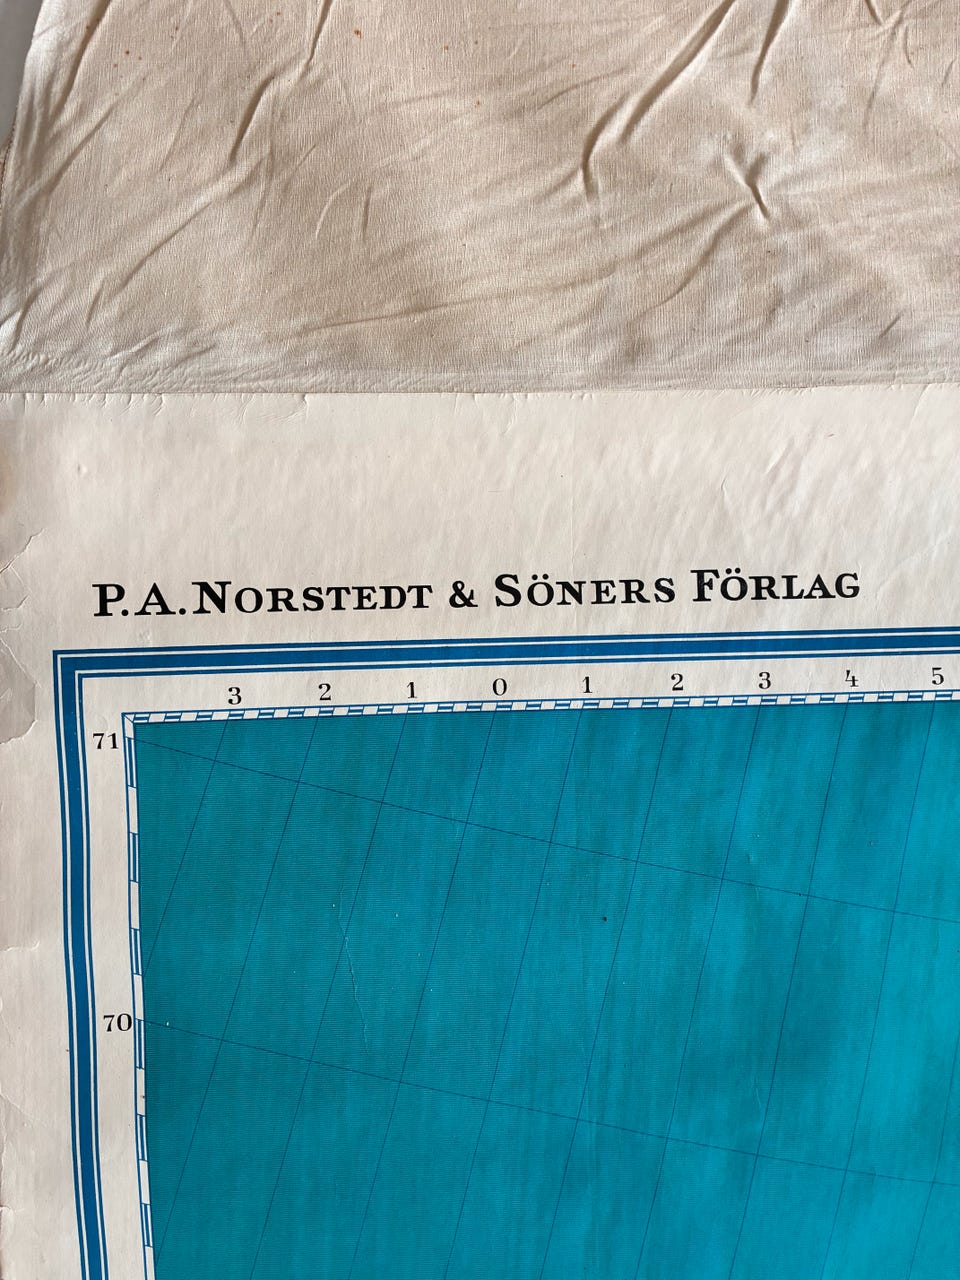 P.A.NORSTEDT & SÖNERS FÖRLAG
3 2 1 0 1 2 3 4 5
71
70